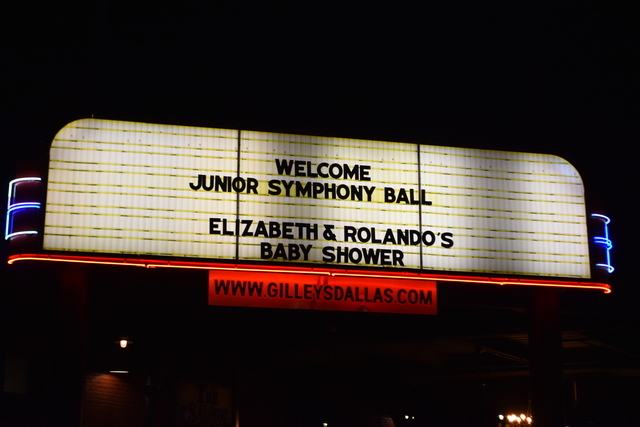 WELCOME
JUNIOR SYMPHONY BALL
ELIZABETH & ROLANDO'S
BABY SHOWER
WWW.GILLEYSDALLAS.COM